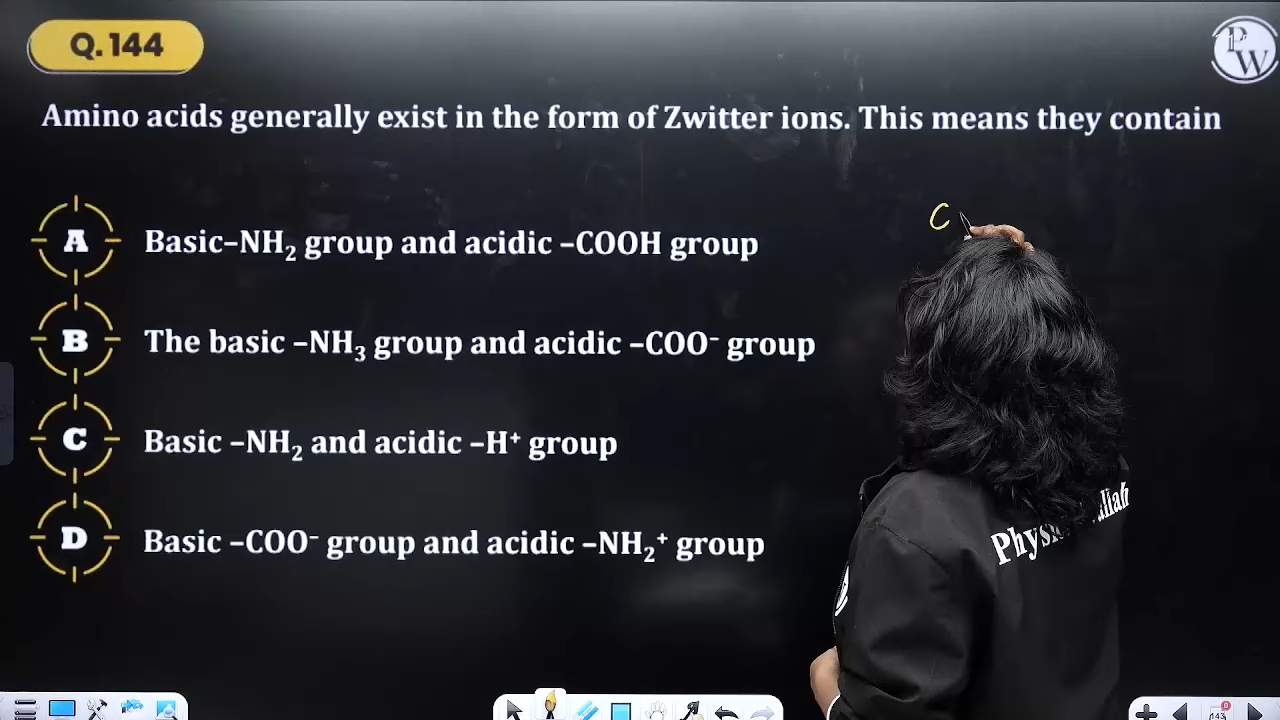 Q. 144
PW
Amino acids generally exist in the form of Zwitter ions. This means they contain
C
A Basic–NH₂ group and acidic –COOH group
B The basic –NH₃ group and acidic –COO⁻ group
C Basic –NH₂ and acidic –H⁺ group
D Basic –COO⁻ group and acidic –NH₂⁺ group